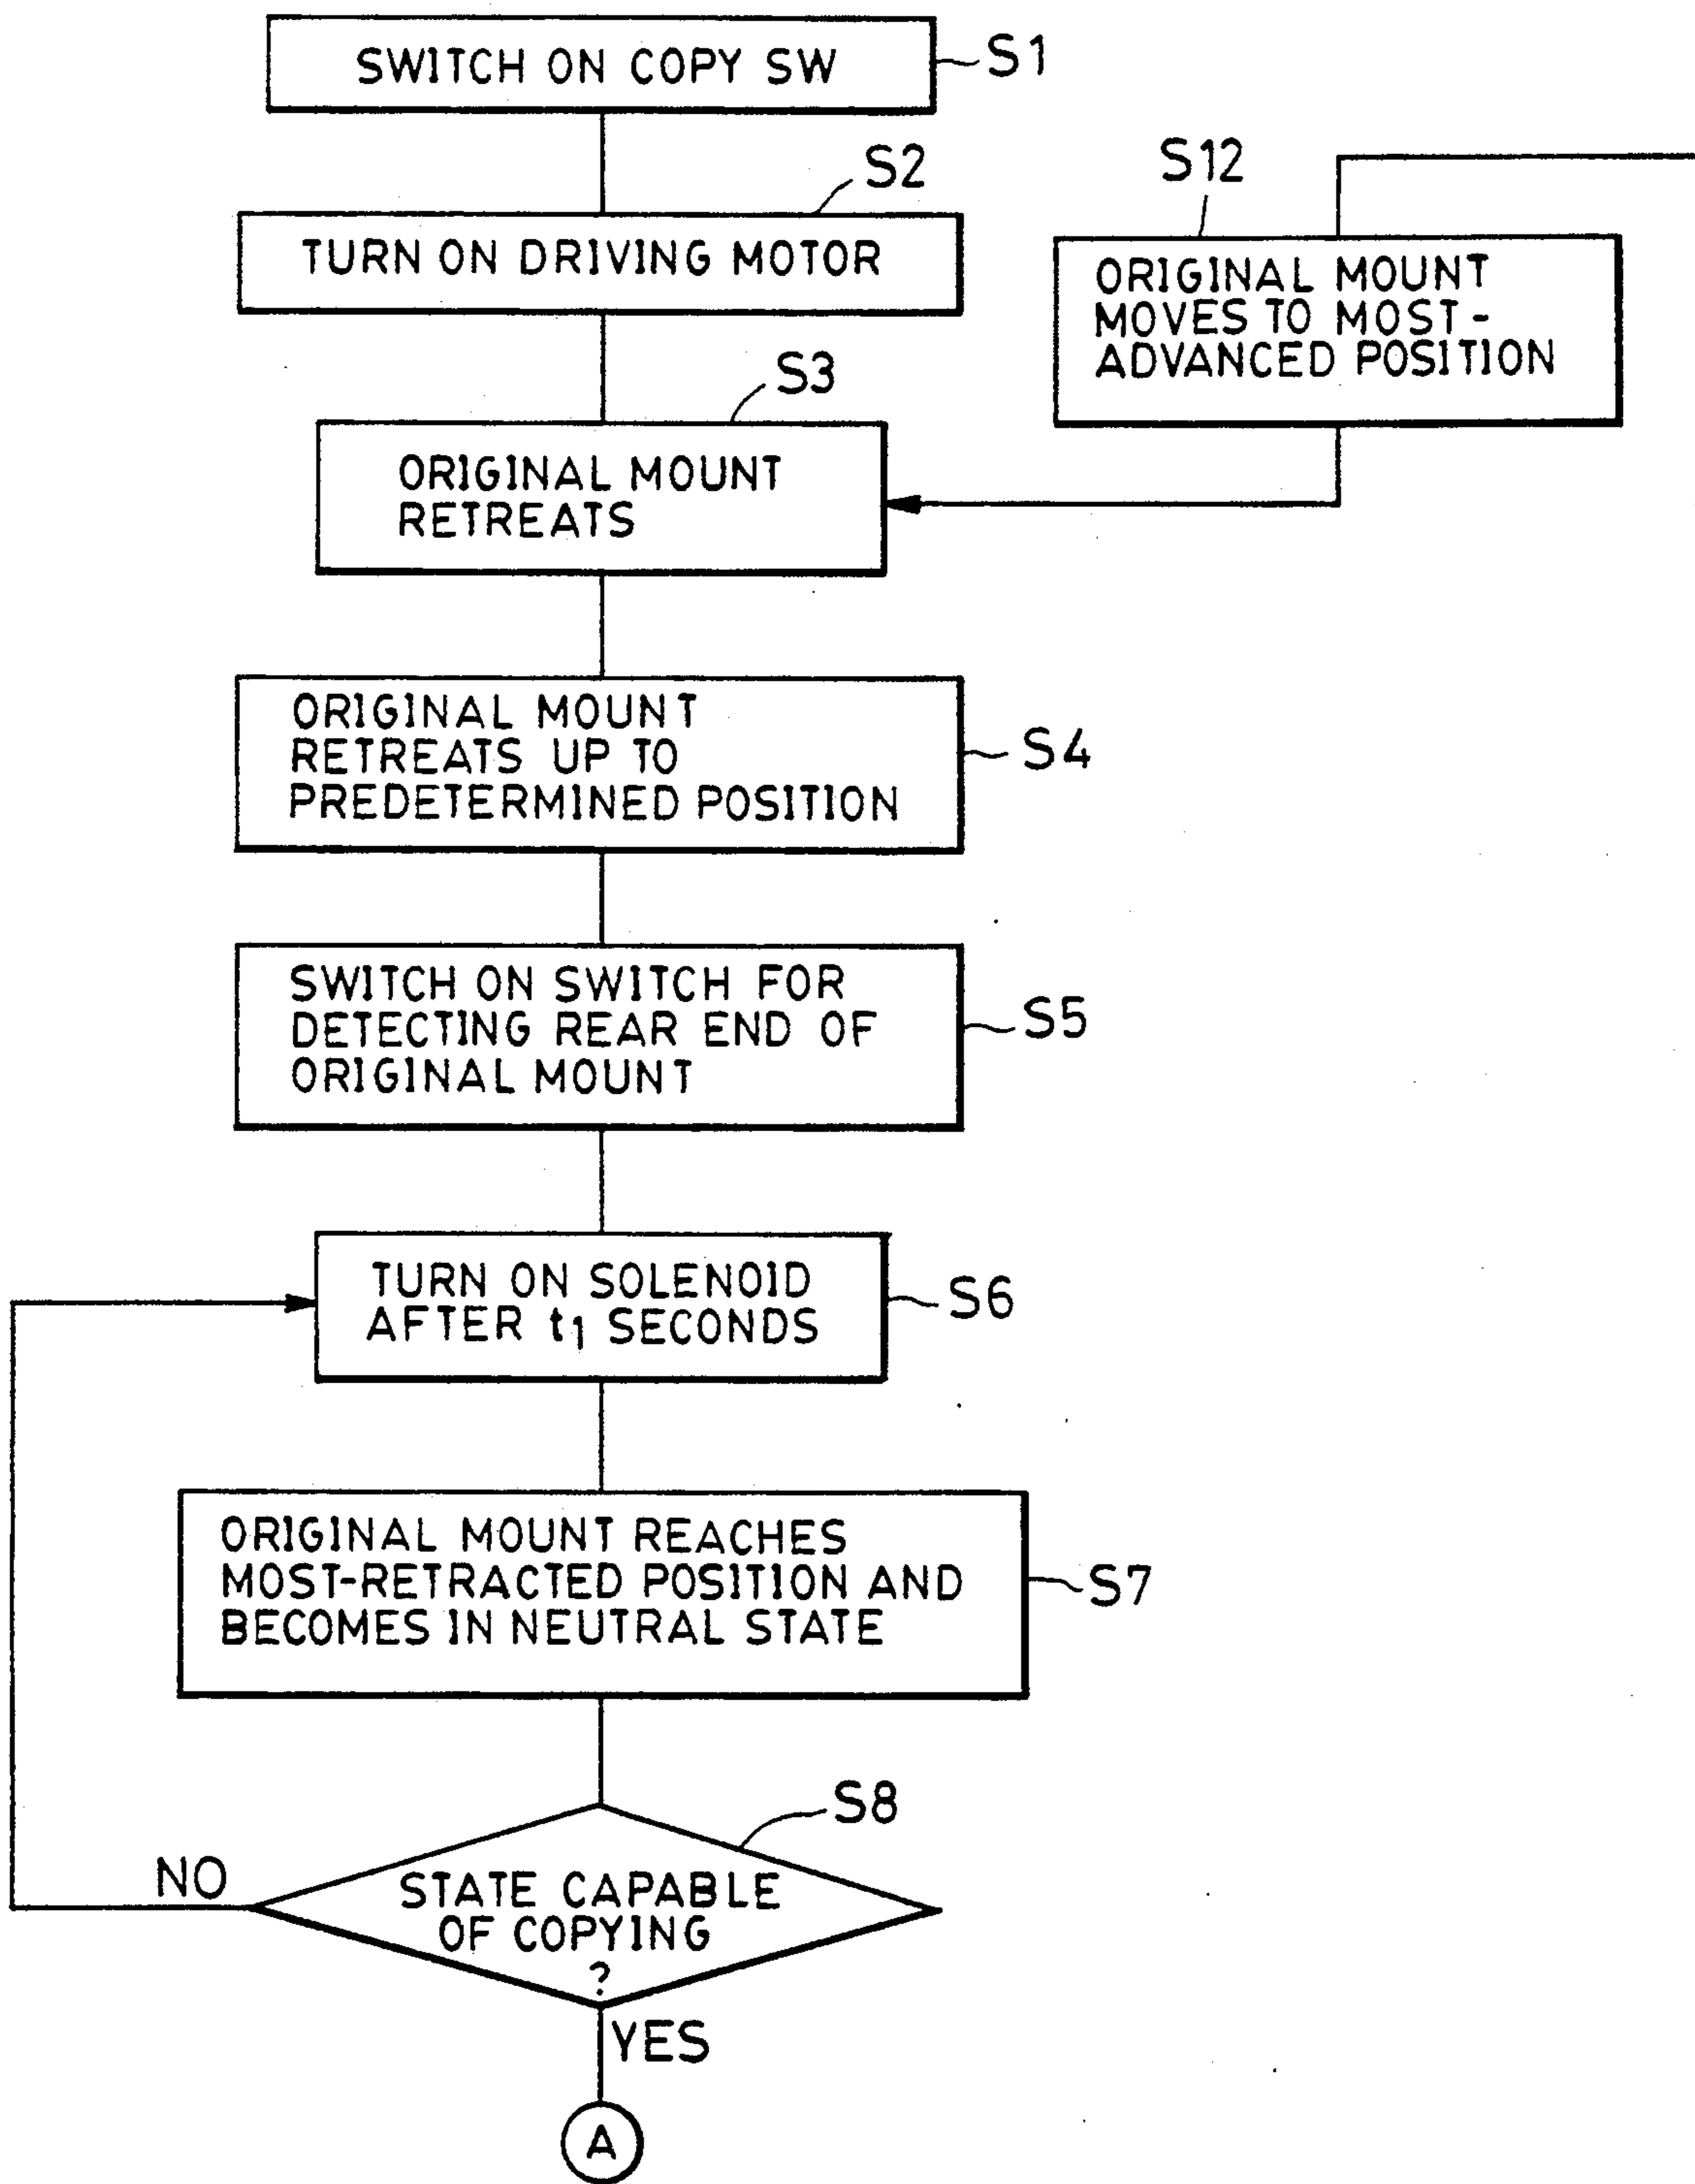 SWITCH ON COPY SW
S1
S2
TURN ON DRIVING MOTOR
S12
ORIGINAL MOUNT
MOVES TO MOST-
ADVANCED POSITION
S3
ORIGINAL MOUNT
RETREATS
ORIGINAL MOUNT
RETREATS UP TO
PREDETERMINED POSITION
S4
SWITCH ON SWITCH FOR
DETECTING REAR END OF
ORIGINAL MOUNT
S5
TURN ON SOLENOID
AFTER t1 SECONDS
S6
ORIGINAL MOUNT REACHES
MOST-RETRACTED POSITION AND
BECOMES IN NEUTRAL STATE
S7
S8
NO
STATE CAPABLE
OF COPYING
?
YES
A